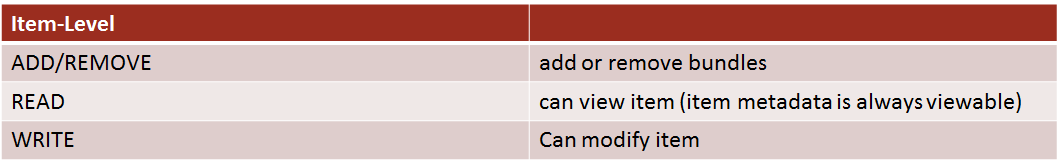 Item-Level
ADD/REMOVE add or remove bundles
READ can view item (item metadata is always viewable)
WRITE Can modify item